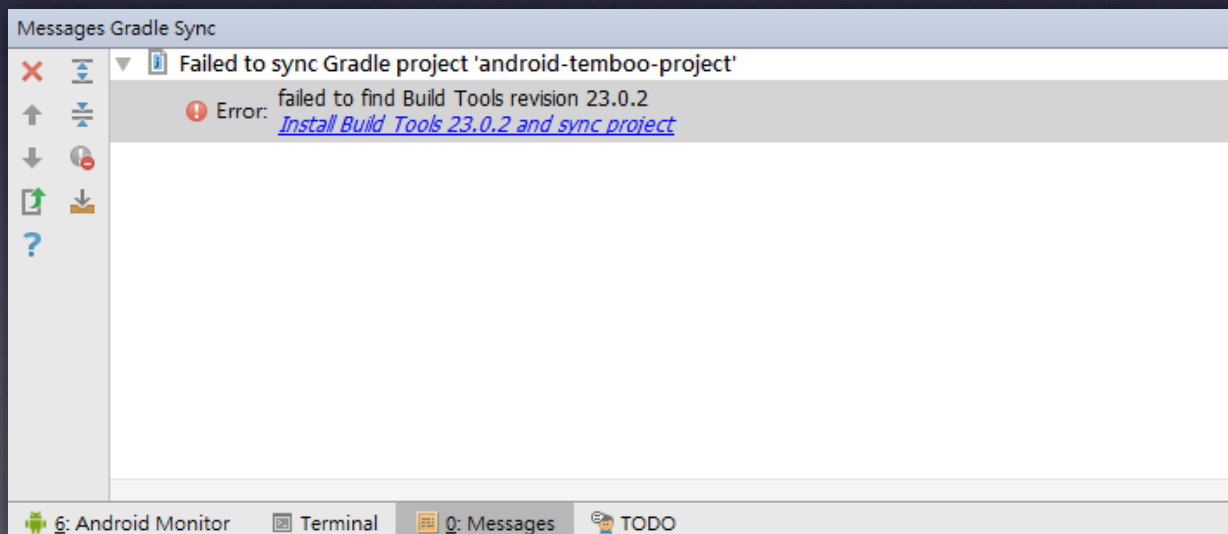 Messages Gradle Sync
Failed to sync Gradle project 'android-temboo-project'
Error: failed to find Build Tools revision 23.0.2
Install Build Tools 23.0.2 and sync project
6: Android Monitor Terminal 0: Messages TODO